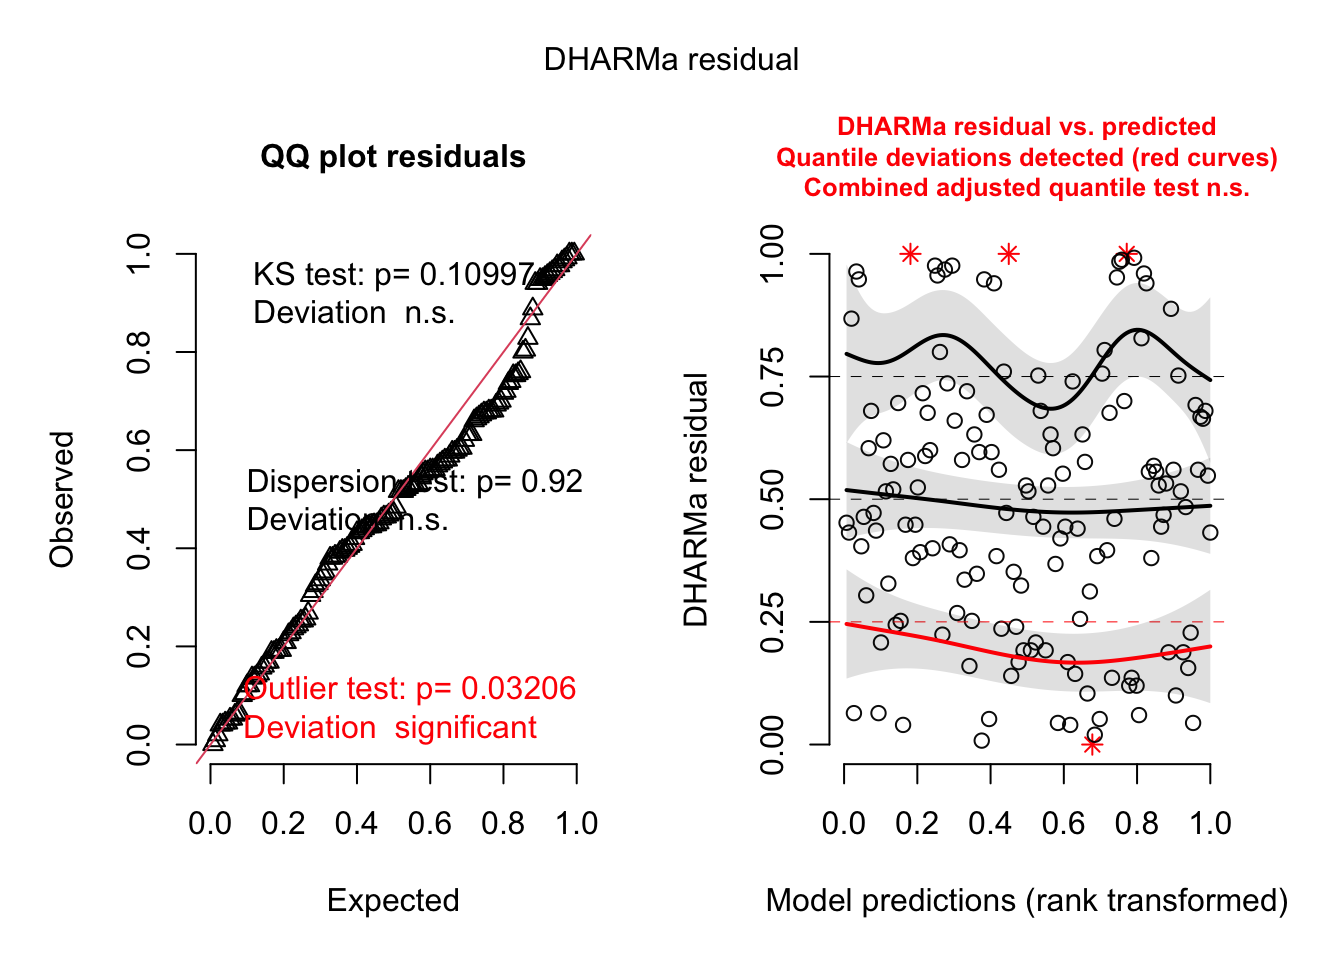 DHARMa residual
QQ plot residuals
KS test: p= 0.10997
Deviation  n.s.
Dispersion test: p= 0.92
Deviation  n.s.
Outlier test: p= 0.03206
Deviation  significant
Observed
0.0
0.2
0.4
0.6
0.8
1.0
0.0 0.2 0.4 0.6 0.8 1.0
Expected
DHARMa residual vs. predicted
Quantile deviations detected (red curves)
Combined adjusted quantile test n.s.
DHARMa residual
0.00
0.25
0.50
0.75
1.00
0.0 0.2 0.4 0.6 0.8 1.0
Model predictions (rank transformed)